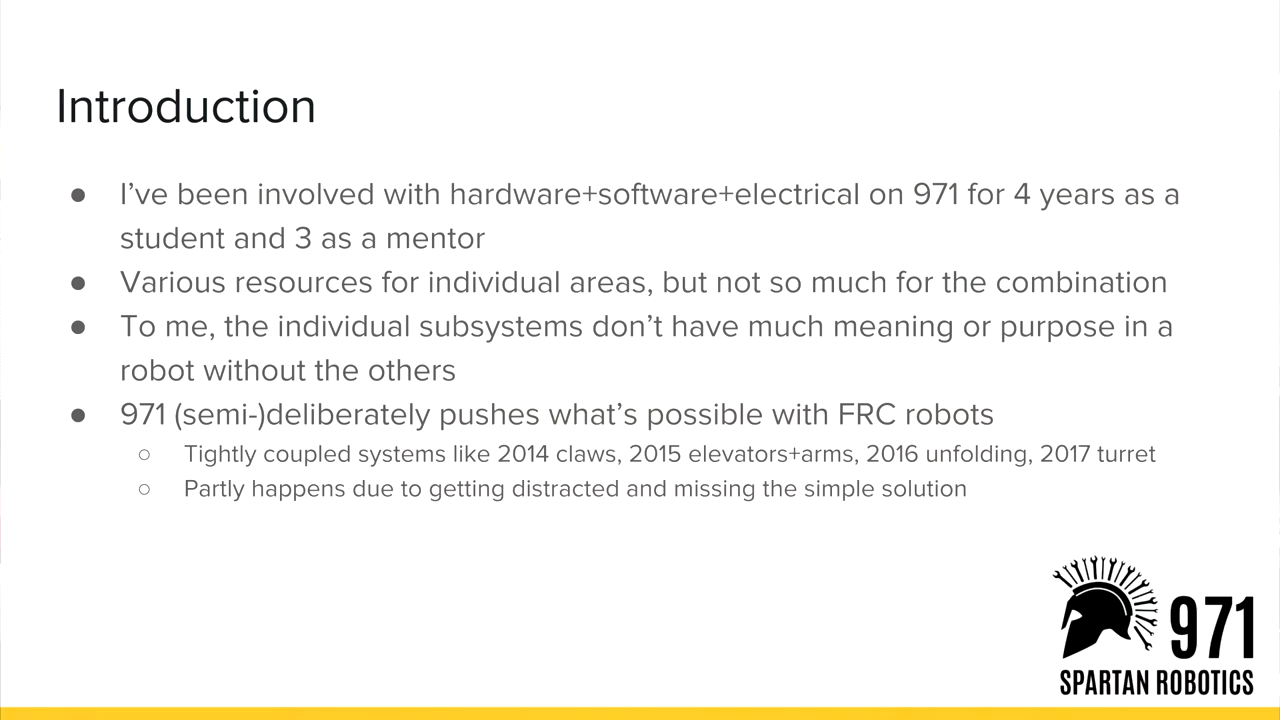 Introduction
● I’ve been involved with hardware+software+electrical on 971 for 4 years as a
student and 3 as a mentor
● Various resources for individual areas, but not so much for the combination
● To me, the individual subsystems don’t have much meaning or purpose in a
robot without the others
● 971 (semi-)deliberately pushes what’s possible with FRC robots
○ Tightly coupled systems like 2014 claws, 2015 elevators+arms, 2016 unfolding, 2017 turret
○ Partly happens due to getting distracted and missing the simple solution
971
SPARTAN ROBOTICS